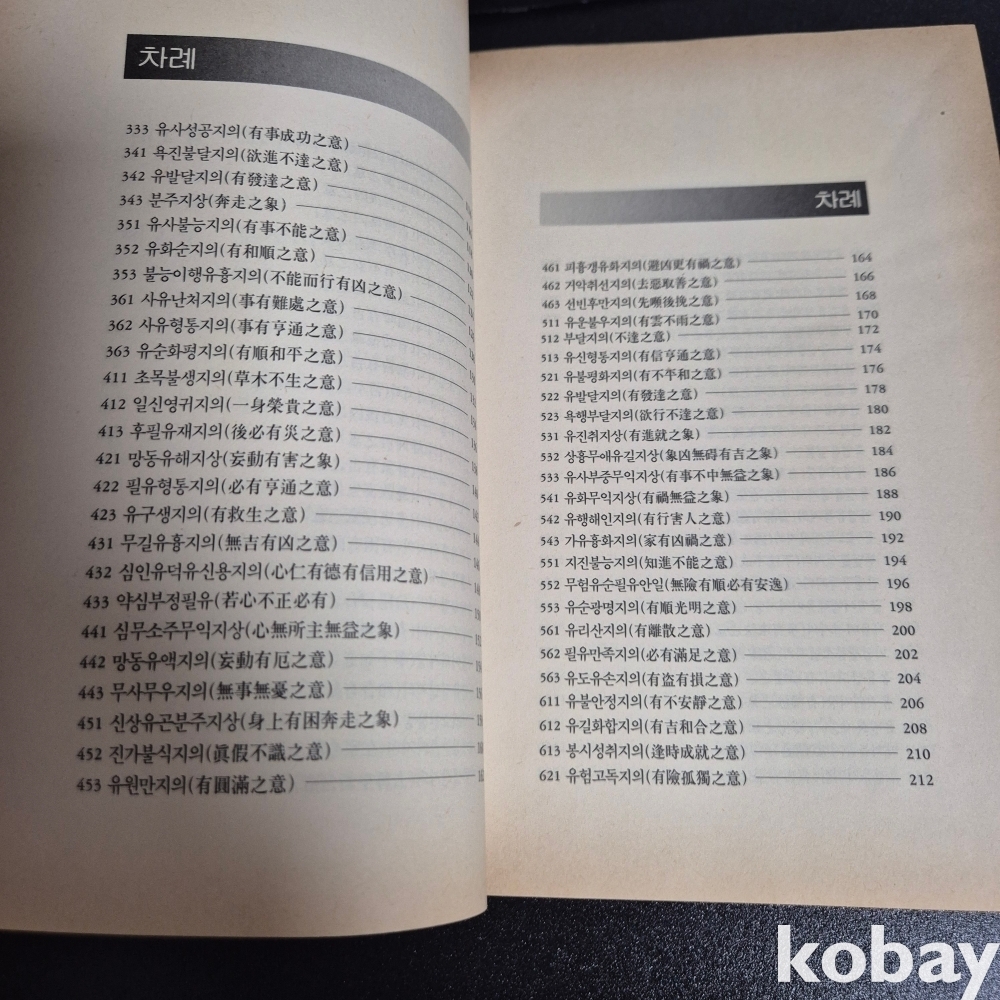 차례
333 유사성공지의(有事成功之意)
341 욕진불달지의(欲進不達之意)
342 유발달지의(有發達之意)
343 분주지상(奔走之象)
351 유사불능지의(有事不能之意)
352 유화순지의(有和順之意)
353 불능이행유흉지의(不能而行有凶之意)
361 사유난처지의(事有難處之意)
362 사유형통지의(事有亨通之意)
363 유순화평지의(有順和平之意)
411 초목불생지의(草木不生之意)
412 일신영귀지의(一身榮貴之意)
413 후필유재지의(後必有災之意)
421 망동유해지상(妄動有害之象)
422 필유형통지의(必有亨通之意)
423 유구생지의(有救生之意)
431 무길유흉지의(無吉有凶之意)
432 심인유덕유신용지의(心仁有德有信用之意)
433 약심부정필유(若心不正必有)
441 심무소주무익지상(心無所主無益之象)
442 망동유액지의(妄動有厄之意)
443 무사무우지의(無事無憂之意)
451 신상유곤분주지상(身上有困奔走之象)
452 진가불식지의(眞假不識之意)
453 유원만지의(有圓滿之意)
차례
461 피흉갱유화지의(避凶更有禍之意) 164
462 거악취선지의(去惡取善之意) 166
463 선빈후만지의(先嚬後挽之意) 168
511 유운불우지의(有雲不雨之意) 170
512 부달지의(不達之意) 172
513 유신형통지의(有信亨通之意) 174
521 유불평화지의(有不平和之意) 176
522 유발달지의(有發達之意) 178
523 욕행부달지의(欲行不達之意) 180
531 유진취지상(有進就之象) 182
532 상흉무애유길지상(象凶無碍有吉之象) 184
533 유사부중무익지상(有事不中無益之象) 186
541 유화무익지상(有禍無益之象) 188
542 유행해인지의(有行害人之意) 190
543 가유흉화지의(家有凶禍之意) 192
551 지진불능지의(知進不能之意) 194
552 무험유순필유안일(無險有順必有安逸) 196
553 유순광명지의(有順光明之意) 198
561 유리산지의(有離散之意) 200
562 필유만족지의(必有滿足之意) 202
563 유도유손지의(有盜有損之意) 204
611 유불안정지의(有不安靜之意) 206
612 유길화합지의(有吉和合之意) 208
613 봉시성취지의(逢時成就之意) 210
621 유험고독지의(有險孤獨之意) 212
kobay